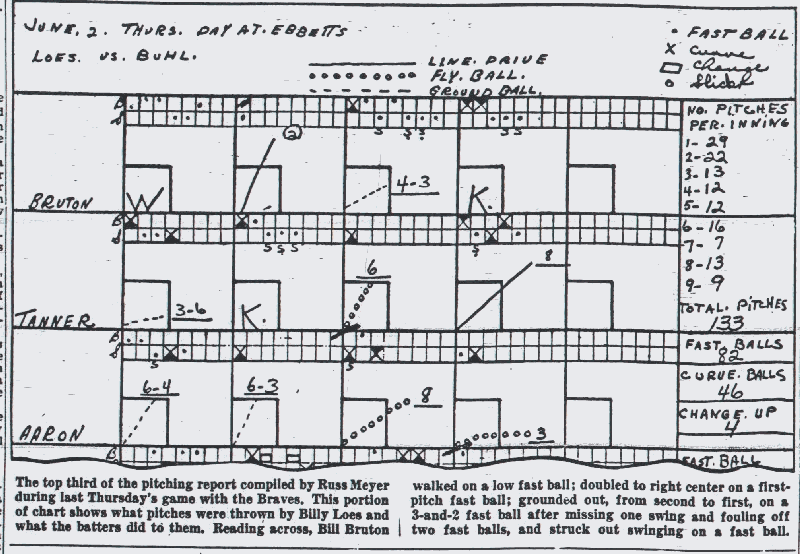 JUNE. 2. THURS. DAY AT. EBBETTS
LOES. VS. BUHL.
LINE. DRIVE
FLY. BALL.
GROUND BALL.
• FAST BALL
X Curve
Change
o Slider
B
S
S S S S S
W
2
4-3
K
BRUTON
B
S
S S S S
3-6
K.
6
8
TANNER
B
S
S S
6-4
6-3
8
3
AARON
B
NO. PITCHES
PER. INNING
1- 29
2- 22
3- 13
4- 12
5- 12
6- 16
7- 7
8- 13
9- 9
TOTAL. PITCHES
133
FAST. BALLS
82
CURVE. BALLS
46
CHANGE. UP
4
FAST. BALL
The top third of the pitching report compiled by Russ Meyer
during last Thursday's game with the Braves. This portion
of chart shows what pitches were thrown by Billy Loes and
what the batters did to them. Reading across, Bill Bruton
walked on a low fast ball; doubled to right center on a first-
pitch fast ball; grounded out, from second to first, on a
3-and-2 fast ball after missing one swing and fouling off
two fast balls, and struck out swinging on a fast ball.